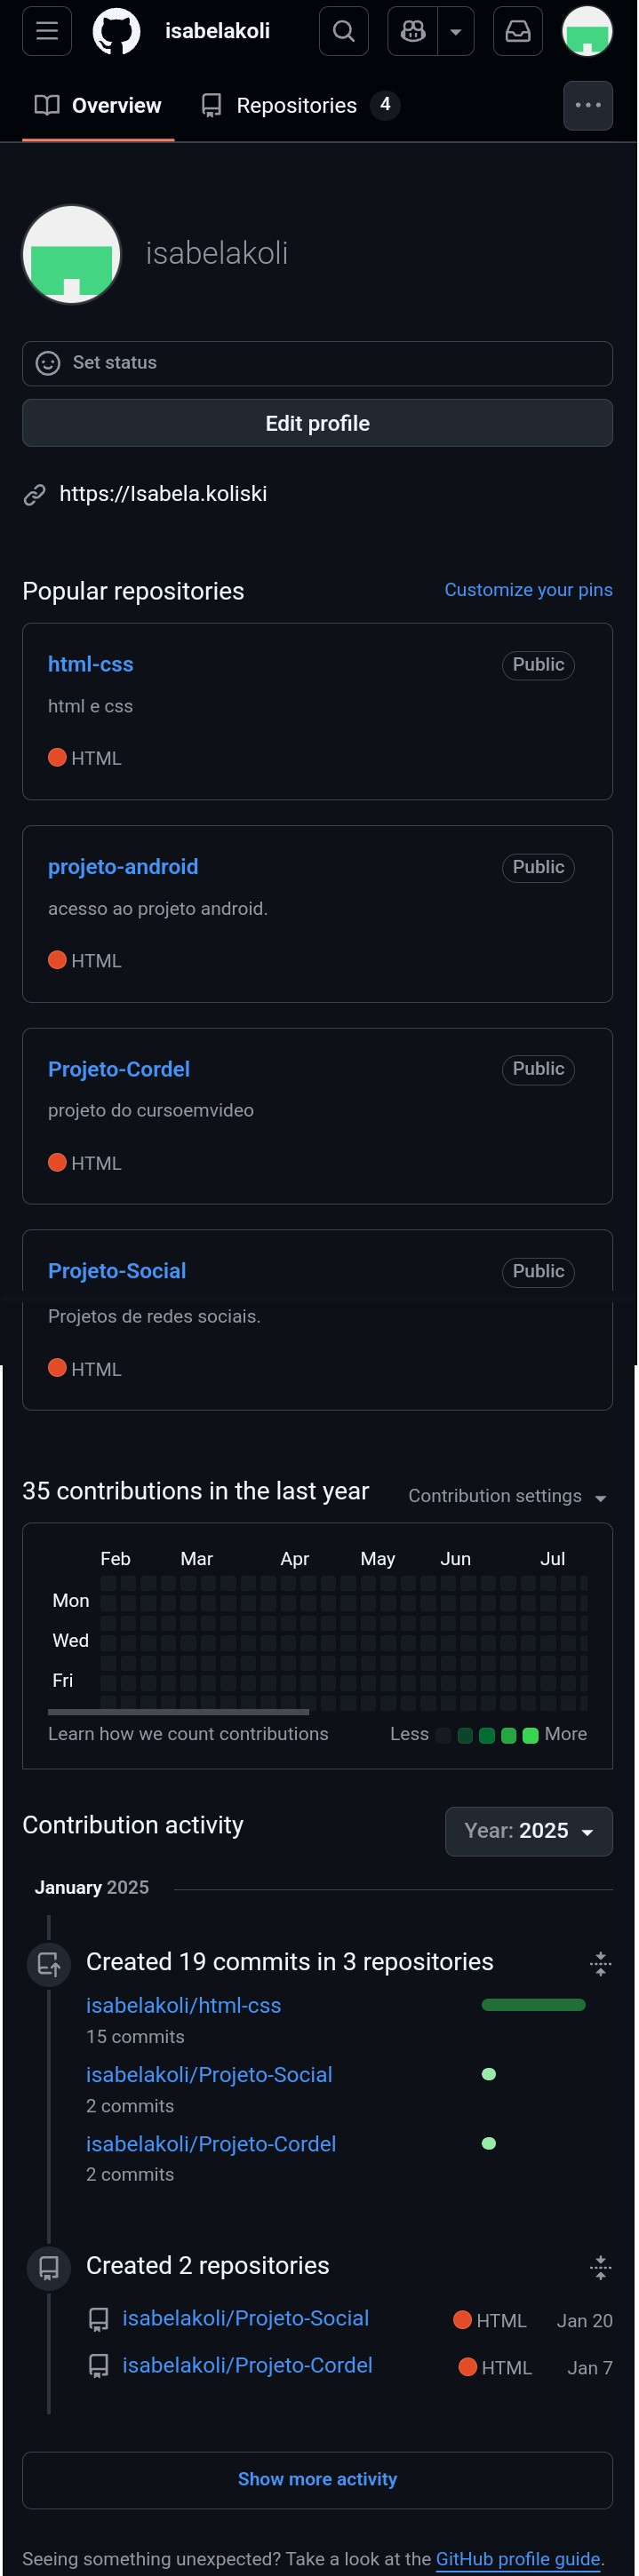 isabelakoli
Overview
Repositories 4
isabelakoli
Set status
Edit profile
https://Isabela.koliski
Popular repositories
Customize your pins
html-css
Public
html e css
HTML
projeto-android
Public
acesso ao projeto android.
HTML
Projeto-Cordel
Public
projeto do cursoemvideo
HTML
Projeto-Social
Public
Projetos de redes sociais.
HTML
35 contributions in the last year
Contribution settings
Feb Mar Apr May Jun Jul
Mon
Wed
Fri
Learn how we count contributions
Less More
Contribution activity
Year: 2025
January 2025
Created 19 commits in 3 repositories
isabelakoli/html-css
15 commits
isabelakoli/Projeto-Social
2 commits
isabelakoli/Projeto-Cordel
2 commits
Created 2 repositories
isabelakoli/Projeto-Social HTML Jan 20
isabelakoli/Projeto-Cordel HTML Jan 7
Show more activity
Seeing something unexpected? Take a look at the GitHub profile guide.